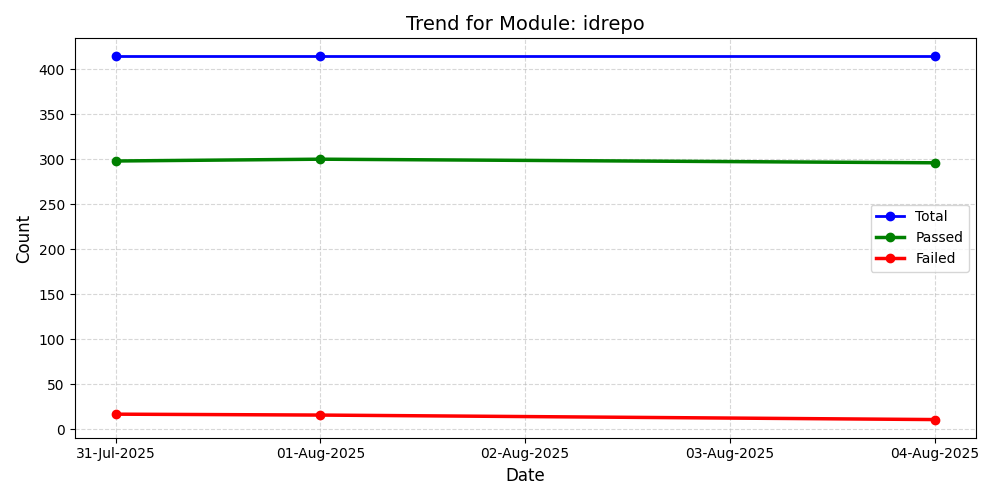 Trend for Module: idrepo
Count
400
350
300
250
200
150
100
50
0
Total
Passed
Failed
31-Jul-2025
01-Aug-2025
02-Aug-2025
03-Aug-2025
04-Aug-2025
Date